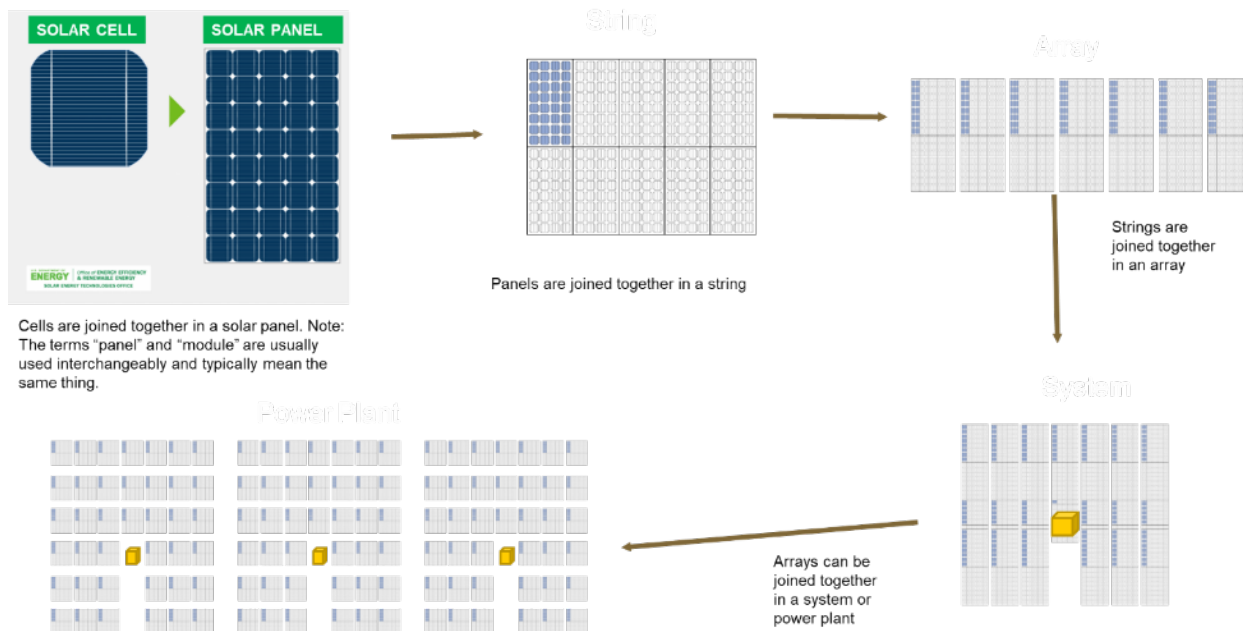 SOLAR CELL
SOLAR PANEL
U.S. DEPARTMENT OF
ENERGY
Office of ENERGY EFFICIENCY
& RENEWABLE ENERGY
SOLAR ENERGY TECHNOLOGIES OFFICE
Cells are joined together in a solar panel. Note:
The terms “panel” and “module” are usually
used interchangeably and typically mean the
same thing.
String
Panels are joined together in a string
Array
Strings are
joined together
in an array
System
Arrays can be
joined together
in a system or
power plant
Power Plant